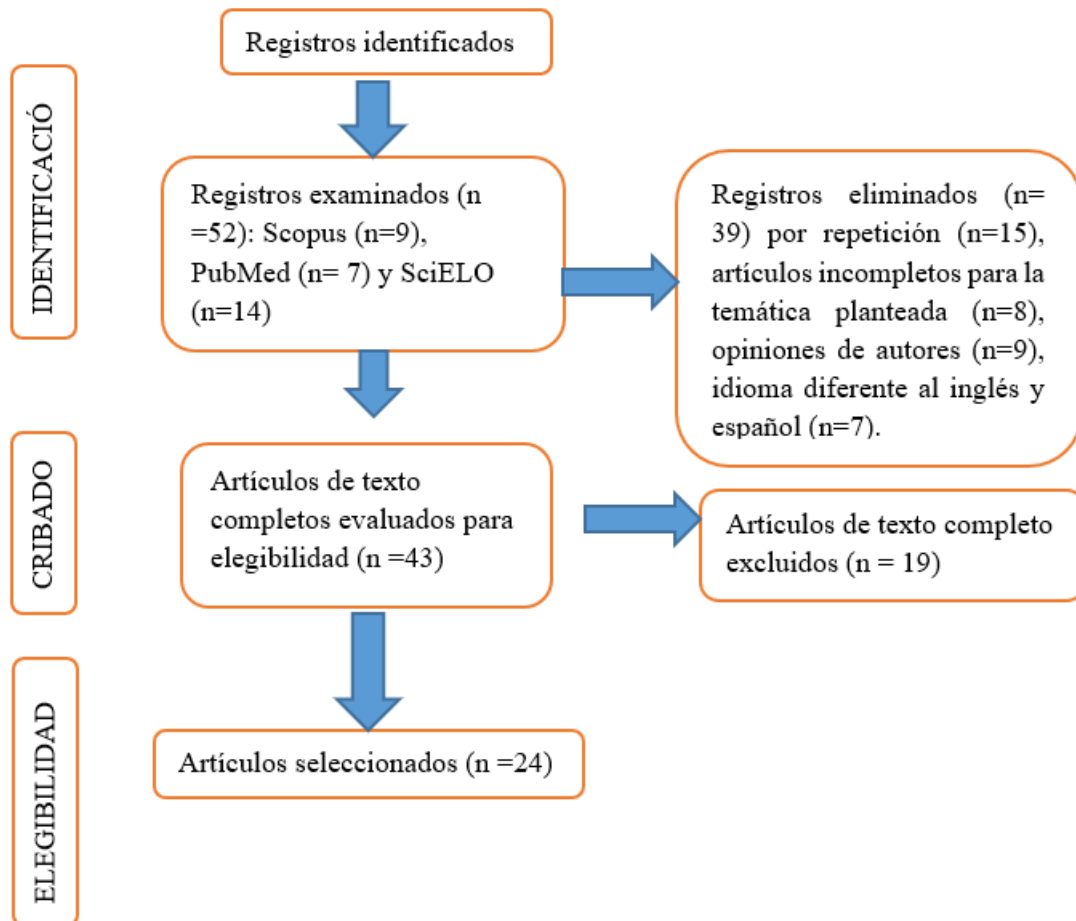 Registros identificados
IDENTIFICACIÓ
Registros examinados (n
=52): Scopus (n=9),
PubMed (n= 7) y SciELO
(n=14)
Registros eliminados (n=
39) por repetición (n=15),
artículos incompletos para la
temática planteada (n=8),
opiniones de autores (n=9),
idioma diferente al inglés y
español (n=7).
CRIBADO
Artículos de texto
completos evaluados para
elegibilidad (n =43)
Artículos de texto completo
excluidos (n = 19)
ELEGIBILIDAD
Artículos seleccionados (n =24)